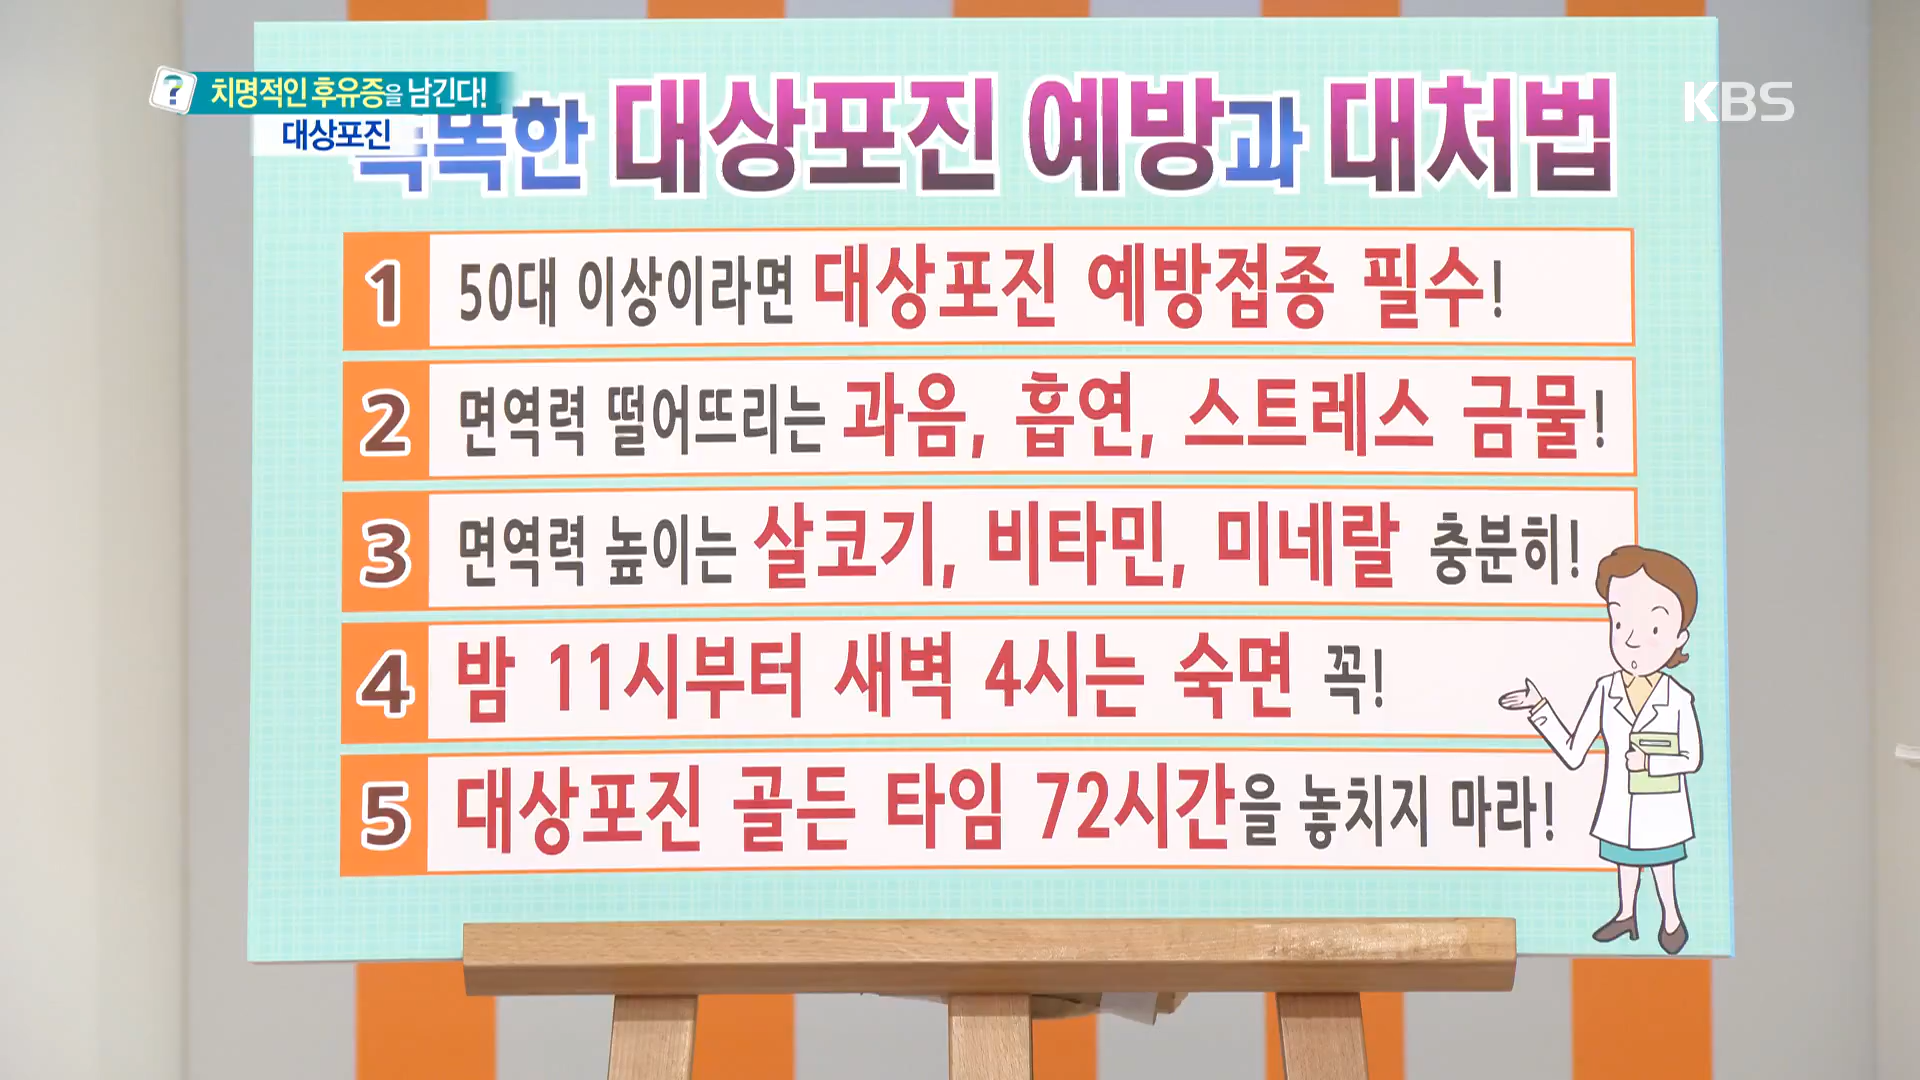 치명적인 후유증을 남긴다!
대상포진
KBS
똑똑한 대상포진 예방과 대처법
1 50대 이상이라면 대상포진 예방접종 필수!
2 면역력 떨어뜨리는 과음, 흡연, 스트레스 금물!
3 면역력 높이는 살코기, 비타민, 미네랄 충분히!
4 밤 11시부터 새벽 4시는 숙면 꼭!
5 대상포진 골든 타임 72시간을 놓치지 마라!